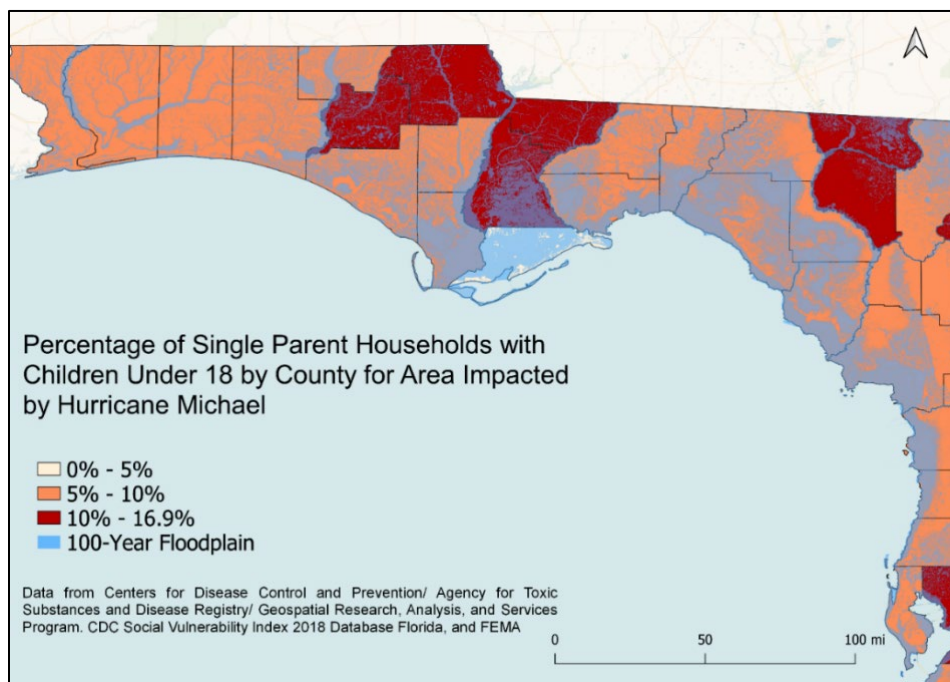 Percentage of Single Parent Households with
Children Under 18 by County for Area Impacted
by Hurricane Michael
0% - 5%
5% - 10%
10% - 16.9%
100-Year Floodplain
Data from Centers for Disease Control and Prevention/ Agency for Toxic
Substances and Disease Registry/ Geospatial Research, Analysis, and Services
Program. CDC Social Vulnerability Index 2018 Database Florida, and FEMA
0 50 100 mi